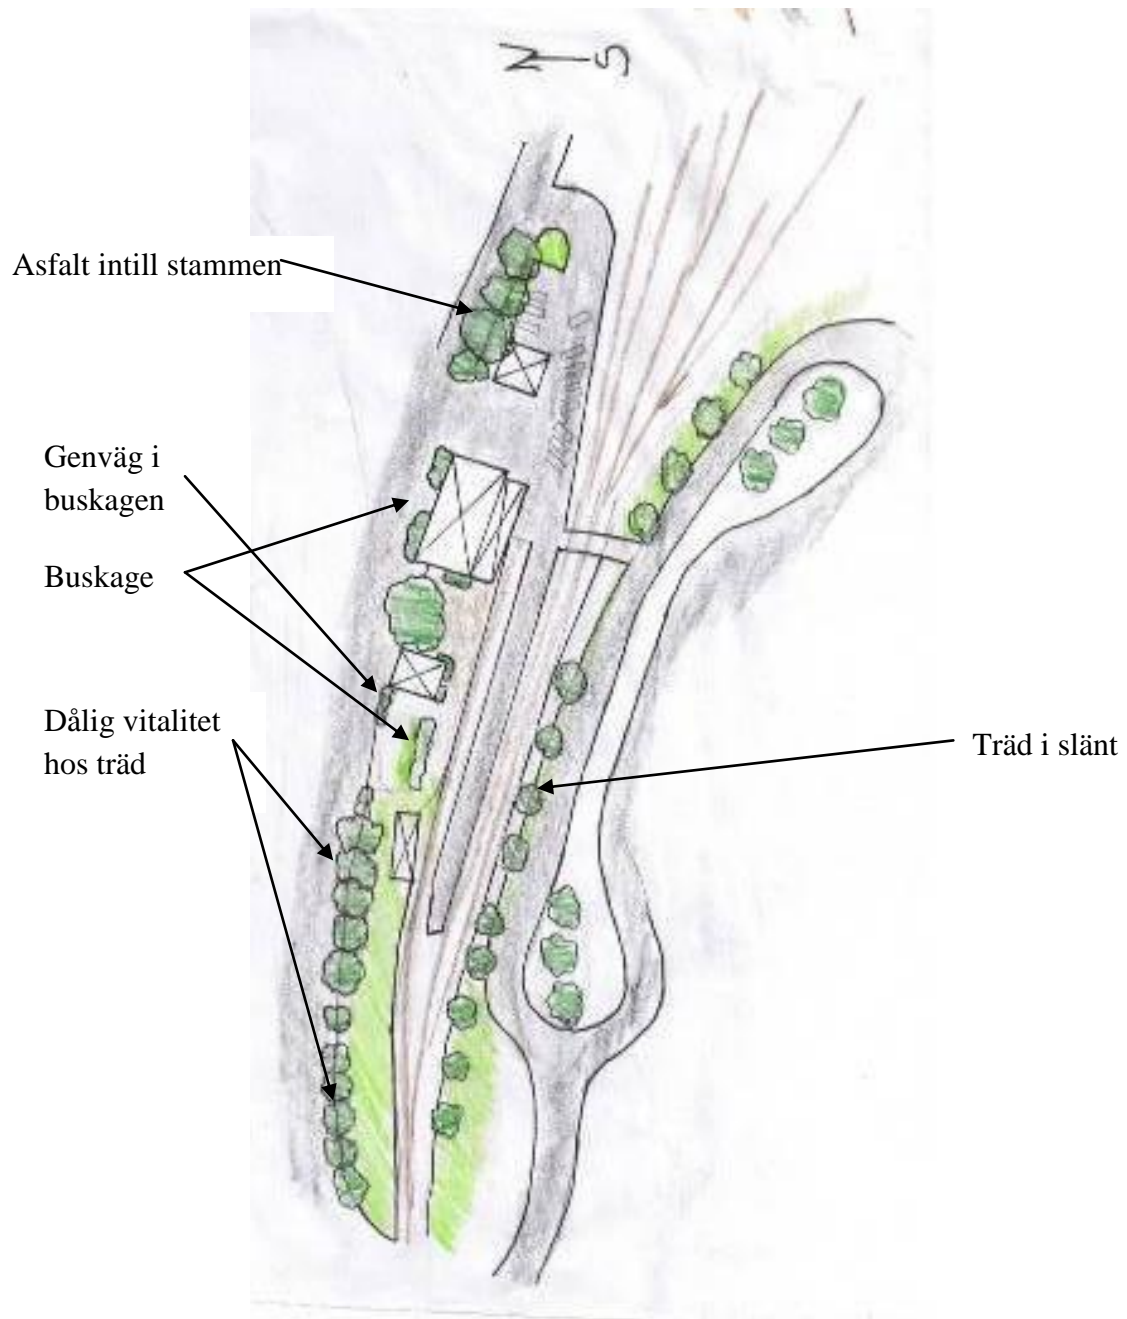 N S
Asfalt intill stammen
Genväg i
buskagen
Buskage
Dålig vitalitet
hos träd
Träd i slänt